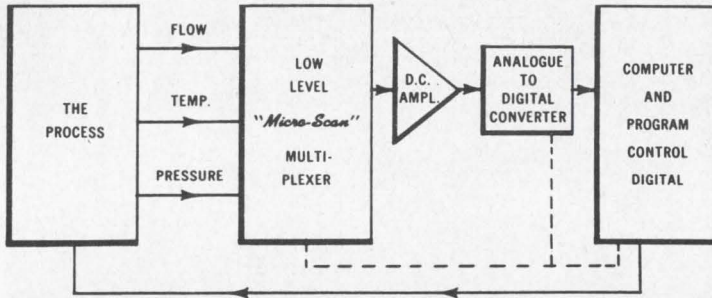 THE
PROCESS
FLOW
TEMP.
PRESSURE
LOW
LEVEL
"Micro-Scan"
MULTI-
PLEXER
D.C.
AMPL.
ANALOGUE
TO
DIGITAL
CONVERTER
COMPUTER
AND
PROGRAM
CONTROL
DIGITAL